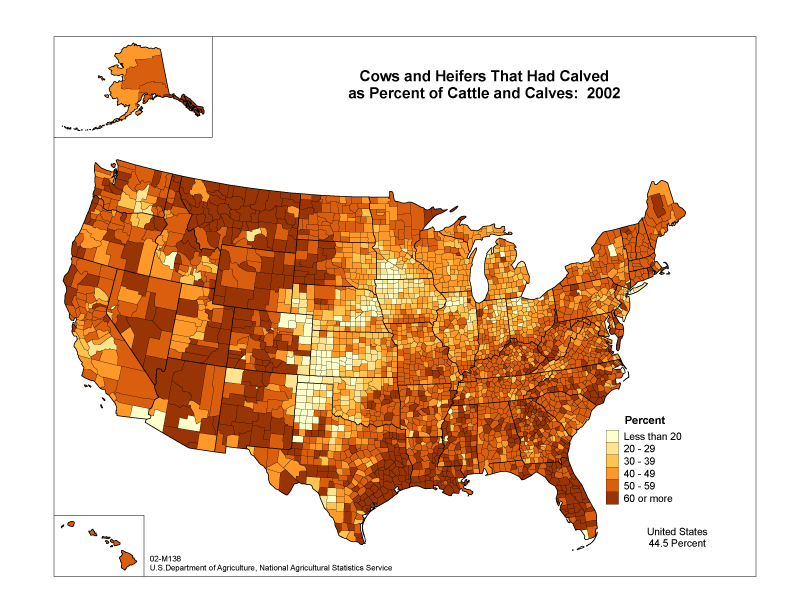 Cows and Heifers That Had Calved
as Percent of Cattle and Calves: 2002
Percent
Less than 20
20 - 29
30 - 39
40 - 49
50 - 59
60 or more
United States
44.5 Percent
02-M138
U.S.Department of Agriculture, National Agricultural Statistics Service